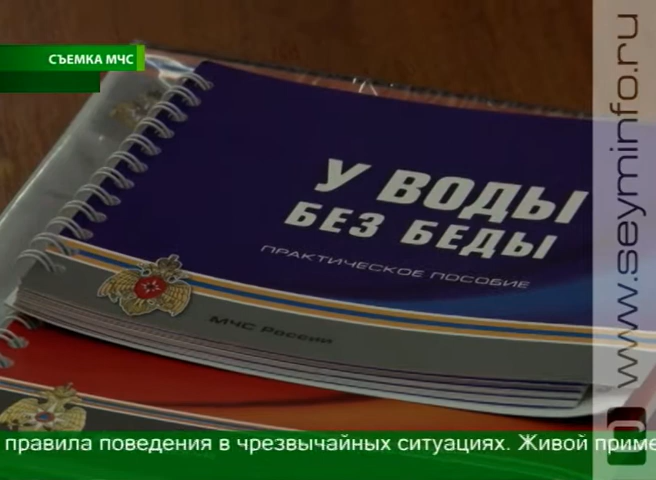 СЪЕМКА МЧС
У ВОДЫ
БЕЗ БЕДЫ
ПРАКТИЧЕСКОЕ ПОСОБИЕ
МЧС России
www.seyminfo.ru
правила поведения в чрезвычайных ситуациях. Живой приме